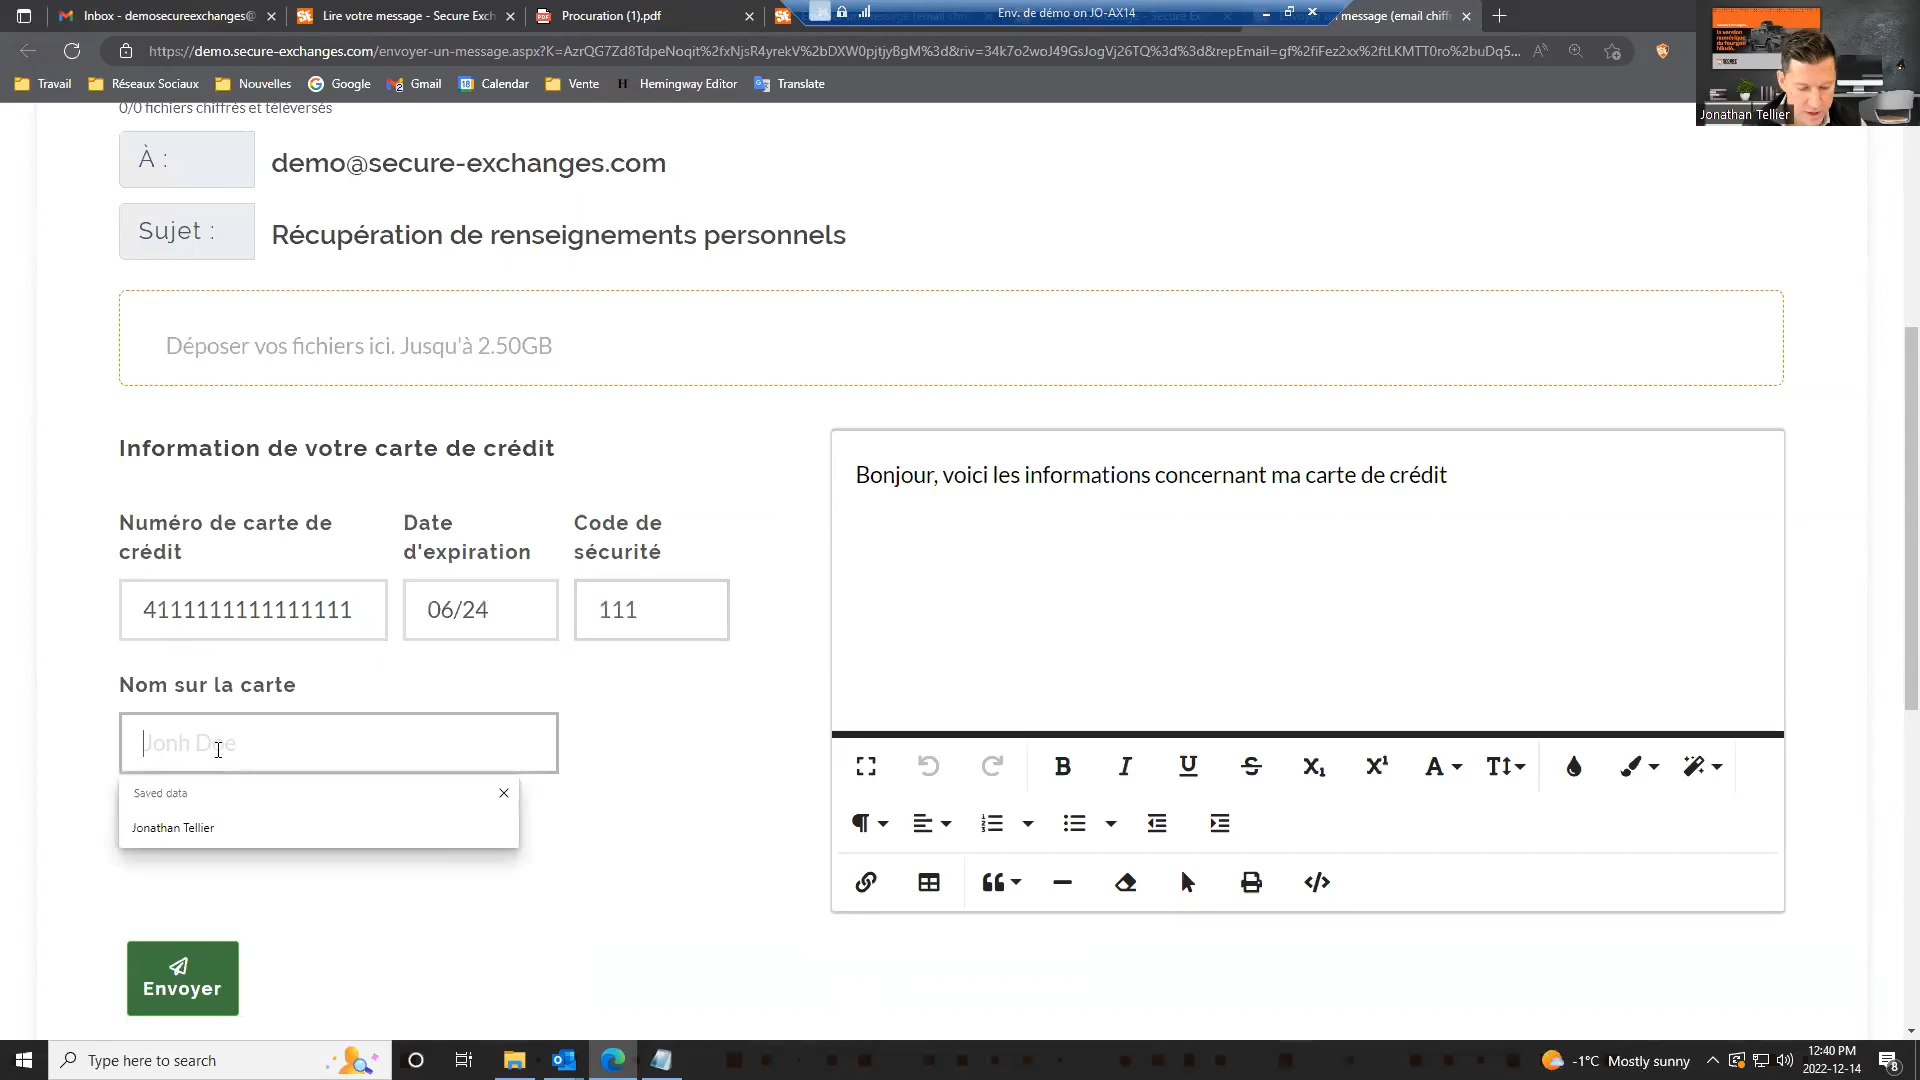 Inbox - demosecureexchanges@
Lire votre message - Secure Exch
Procuration (1).pdf
Env. de démo on JO-AX14
message (email chiffr
https://demo.secure-exchanges.com/envoyer-un-message.aspx?K=AzrQG7Zd8TdpeNoqit%2fxNjsR4yrekV%2bDXW0pjtjyBgM%3d&riv=34k7o2woJ49GsJogVj26TQ%3d%3d&repEmail=gf%2fiFez2xx%2ftLKMTT0ro%2buDq5...
Travail
Réseaux Sociaux
Nouvelles
Google
Gmail
Calendar
Vente
Hemingway Editor
Translate
Jonathan Tellier
0/0 fichiers chiffrés et téléversés
À :
demo@secure-exchanges.com
Sujet :
Récupération de renseignements personnels
Déposer vos fichiers ici. Jusqu'à 2.50GB
Information de votre carte de crédit
Numéro de carte de crédit
Date d'expiration
Code de sécurité
4111111111111111
06/24
111
Nom sur la carte
Jonh Doe
Saved data
Jonathan Tellier
Envoyer
Bonjour, voici les informations concernant ma carte de crédit
Type here to search
-1°C Mostly sunny
12:40 PM
2022-12-14
8